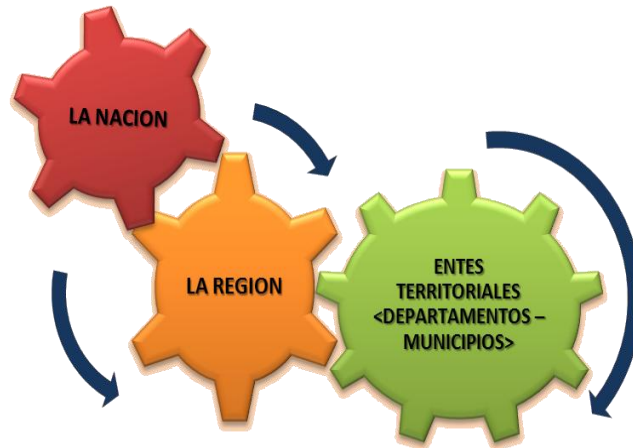 LA NACION
LA REGION
ENTES
TERRITORIALES
<DEPARTAMENTOS –
MUNICIPIOS>